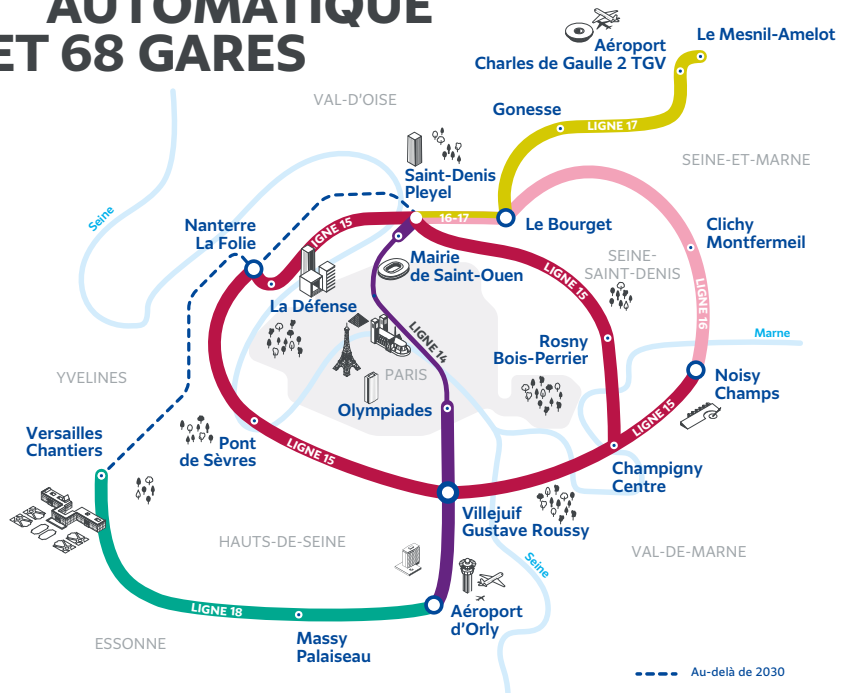 AUTOMATIQUE
ET 68 GARES
Aéroport
Charles de Gaulle 2 TGV
Le Mesnil-Amelot
VAL-D'OISE
Gonesse
LIGNE 17
SEINE-ET-MARNE
Saint-Denis
Pleyel
Seine
Nanterre
La Folie
LIGNE 15
16-17
Le Bourget
Clichy
Montfermeil
Mairie
de Saint-Ouen
SEINE-
SAINT-DENIS
LIGNE 15
La Défense
LIGNE 16
LIGNE 14
Rosny
Bois-Perrier
Marne
YVELINES
PARIS
Noisy
Champs
Olympiades
LIGNE 15
Versailles
Chantiers
Pont
de Sèvres
LIGNE 15
Champigny
Centre
Villejuif
Gustave Roussy
HAUTS-DE-SEINE
VAL-DE-MARNE
Seine
LIGNE 18
Aéroport
d'Orly
ESSONNE
Massy
Palaiseau
Au-delà de 2030